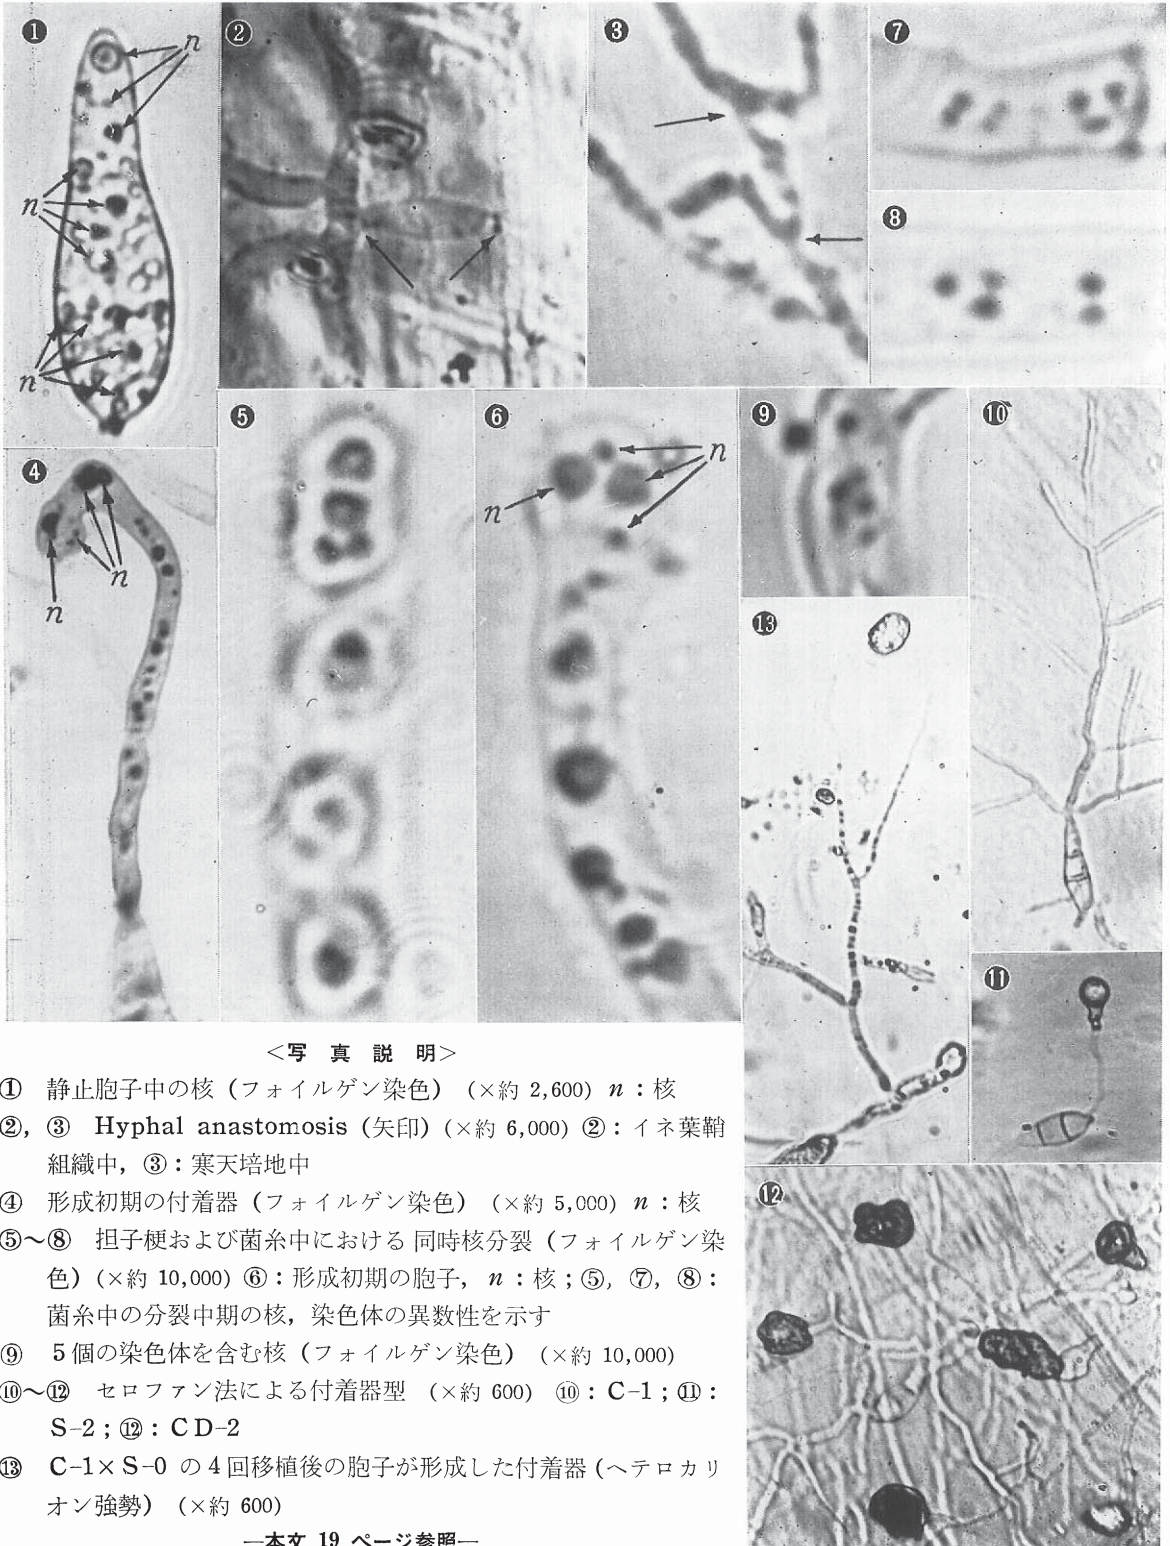 ❶
n
n
n
❷
❸
❼
❽
❹
n
n
❺
❻
n
n
❾
❿
⓭
⓫
⓬
<写真説明>
① 静止胞子中の核（フォイルゲン染色）（×約 2,600）n：核
②，③ Hyphal anastomosis（矢印）（×約 6,000）②：イネ葉鞘
組織中，③：寒天培地中
④ 形成初期の付着器（フォイルゲン染色）（×約 5,000）n：核
⑤～⑧ 担子梗および菌糸中における同時核分裂（フォイルゲン染
色）（×約 10,000）⑥：形成初期の胞子，n：核；⑤，⑦，⑧：
菌糸中の分裂中期の核，染色体の異数性を示す
⑨ 5個の染色体を含む核（フォイルゲン染色）（×約 10,000）
⑩～⑫ セロファン法による付着器型（×約 600）⑩：C-1；⑪：
S-2；⑫：CD-2
⑬ C-1×S-0 の4回移植後の胞子が形成した付着器（ヘテロカリ
オン強勢）（×約 600）
—本文 19 ページ参照—